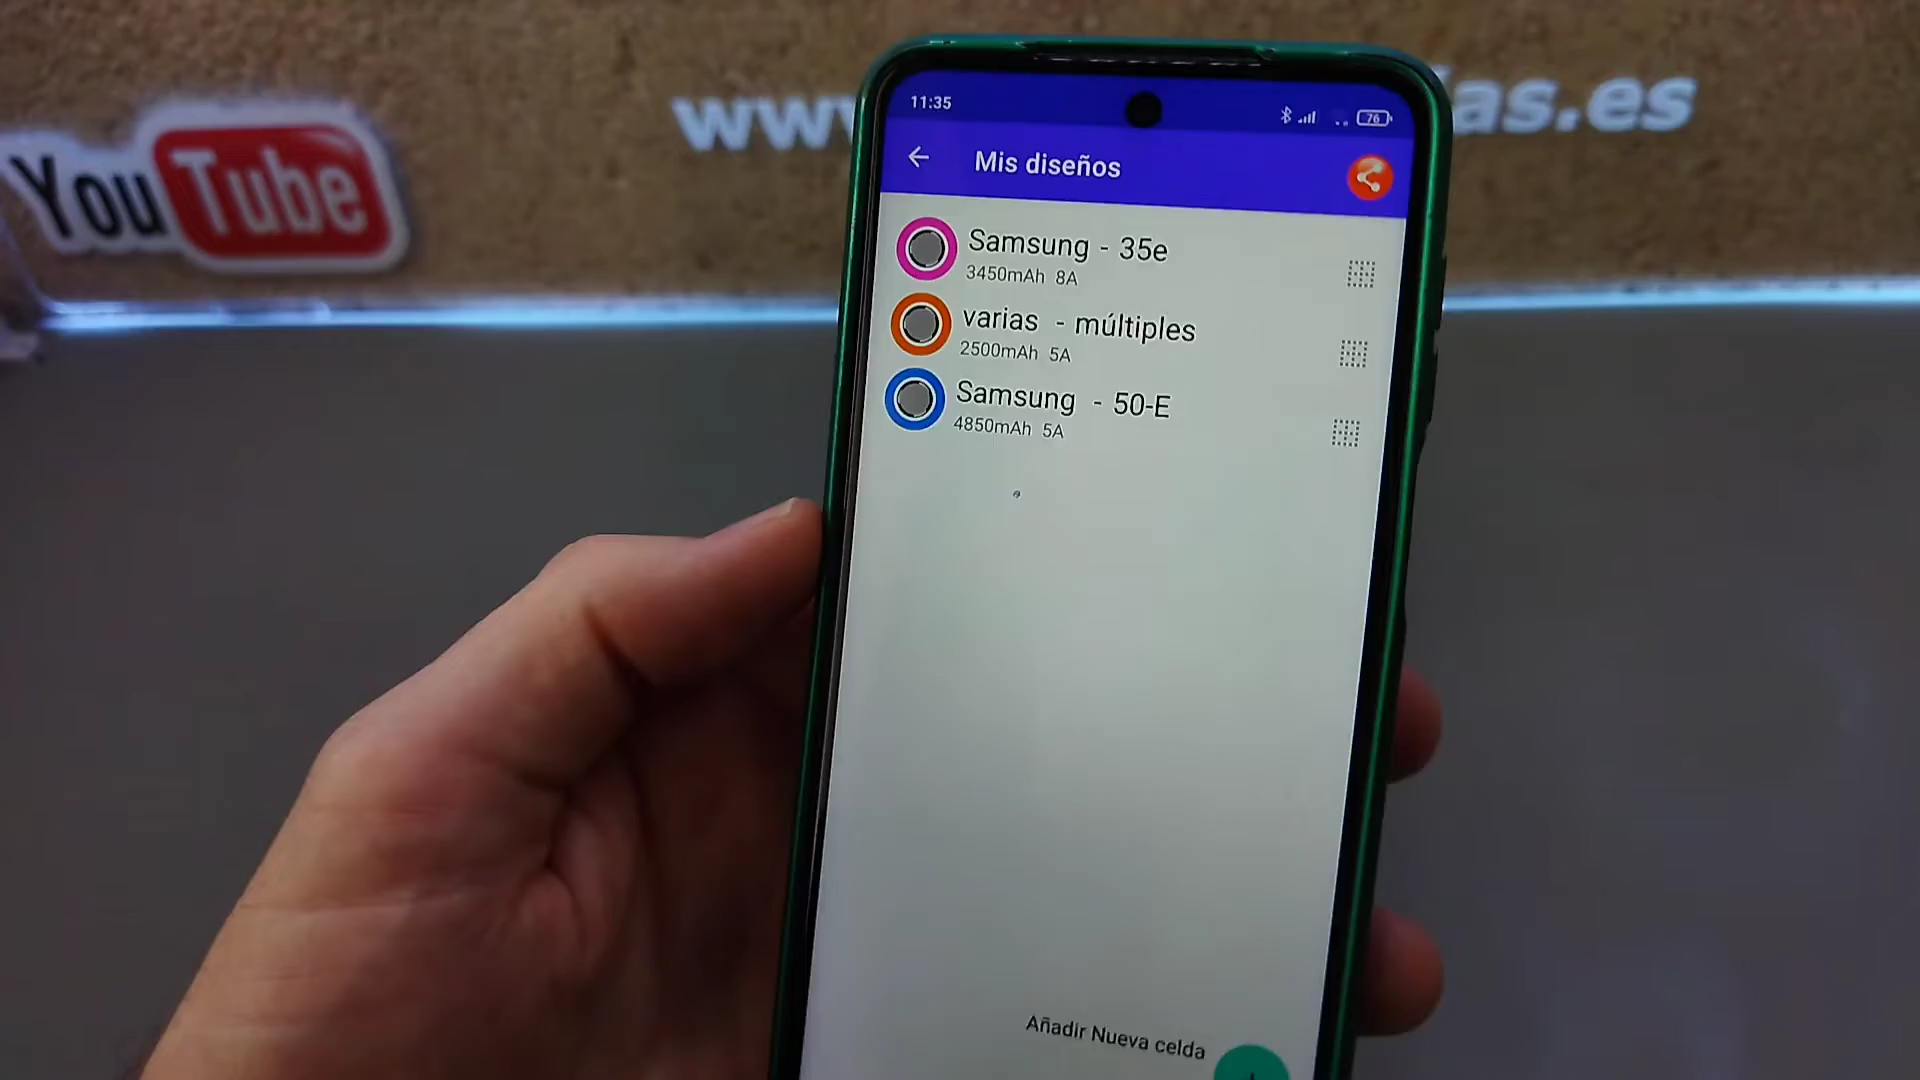 YouTube
www
as.es
11:35
76
Mis diseños
Samsung - 35e
3450mAh 8A
varias - múltiples
2500mAh 5A
Samsung - 50-E
4850mAh 5A
Añadir Nueva celda